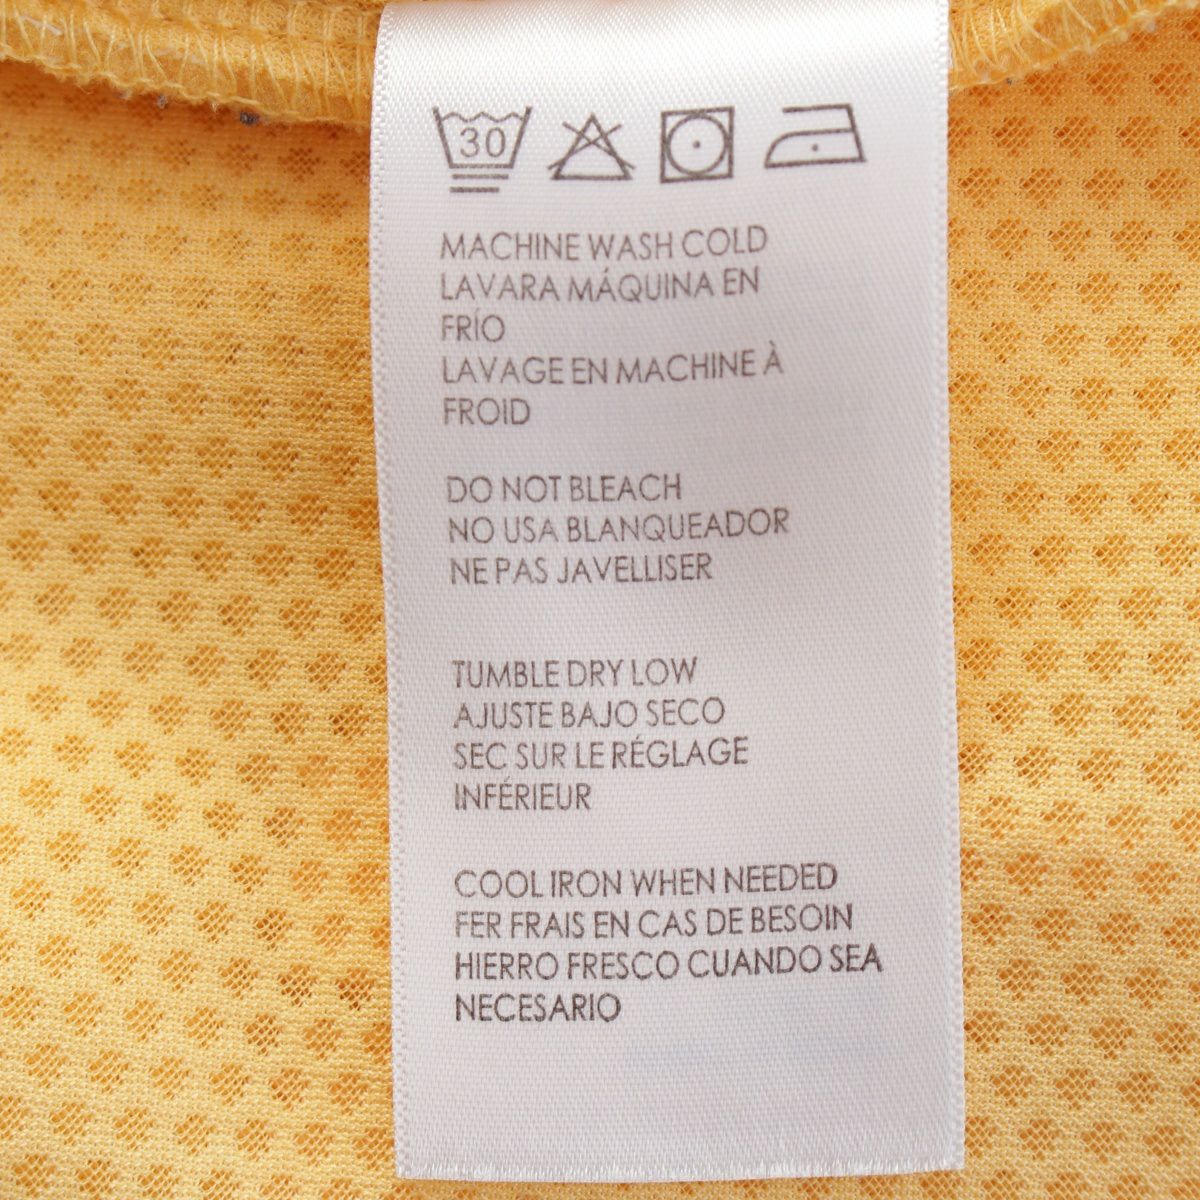 30
MACHINE WASH COLD
LAVARA MÁQUINA EN
FRÍO
LAVAGE EN MACHINE À
FROID
DO NOT BLEACH
NO USA BLANQUEADOR
NE PAS JAVELLISER
TUMBLE DRY LOW
AJUSTE BAJO SECO
SEC SUR LE RÉGLAGE
INFÉRIEUR
COOL IRON WHEN NEEDED
FER FRAIS EN CAS DE BESOIN
HIERRO FRESCO CUANDO SEA
NECESARIO